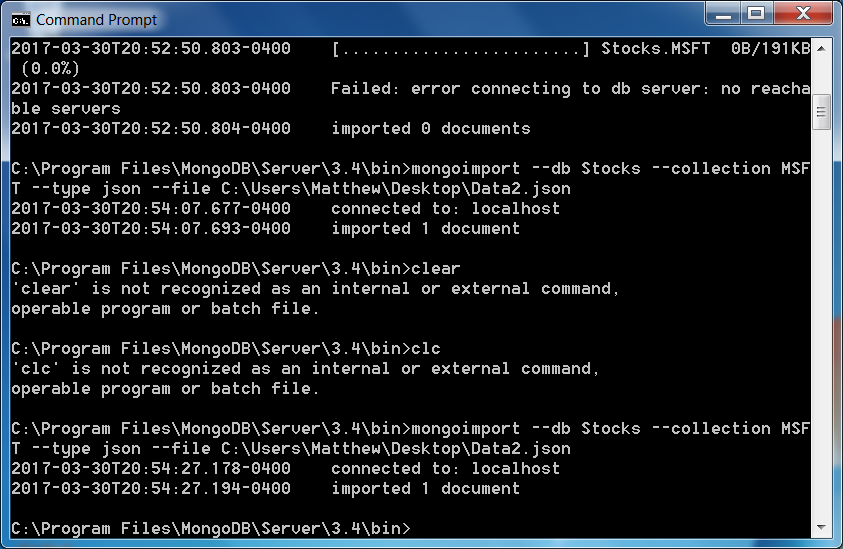 Command Prompt
2017-03-30T20:52:50.803-0400    [........................] Stocks.MSFT  0B/191KB
 (0.0%)
2017-03-30T20:52:50.803-0400    Failed: error connecting to db server: no reacha
ble servers
2017-03-30T20:52:50.804-0400    imported 0 documents
C:\Program Files\MongoDB\Server\3.4\bin>mongoimport --db Stocks --collection MSF
T --type json --file C:\Users\Matthew\Desktop\Data2.json
2017-03-30T20:54:07.677-0400    connected to: localhost
2017-03-30T20:54:07.693-0400    imported 1 document
C:\Program Files\MongoDB\Server\3.4\bin>clear
'clear' is not recognized as an internal or external command,
operable program or batch file.
C:\Program Files\MongoDB\Server\3.4\bin>clc
'clc' is not recognized as an internal or external command,
operable program or batch file.
C:\Program Files\MongoDB\Server\3.4\bin>mongoimport --db Stocks --collection MSF
T --type json --file C:\Users\Matthew\Desktop\Data2.json
2017-03-30T20:54:27.178-0400    connected to: localhost
2017-03-30T20:54:27.194-0400    imported 1 document
C:\Program Files\MongoDB\Server\3.4\bin>